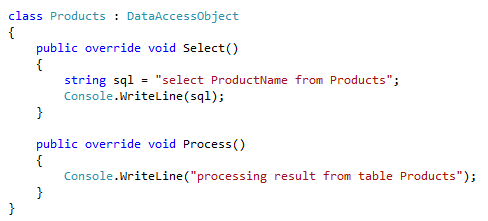 class Products : DataAccessObject
{
    public override void Select()
    {
        string sql = "select ProductName from Products";
        Console.WriteLine(sql);
    }

    public override void Process()
    {
        Console.WriteLine("processing result from table Products");
    }
}